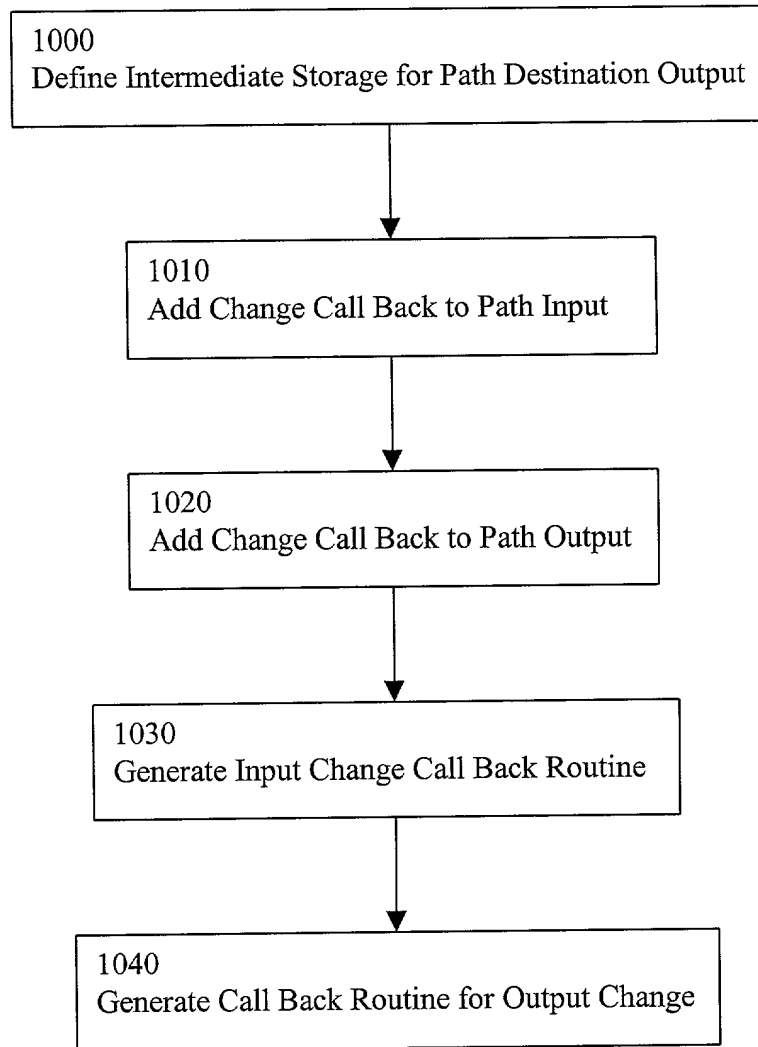 1000
Define Intermediate Storage for Path Destination Output
1010
Add Change Call Back to Path Input
1020
Add Change Call Back to Path Output
1030
Generate Input Change Call Back Routine
1040
Generate Call Back Routine for Output Change